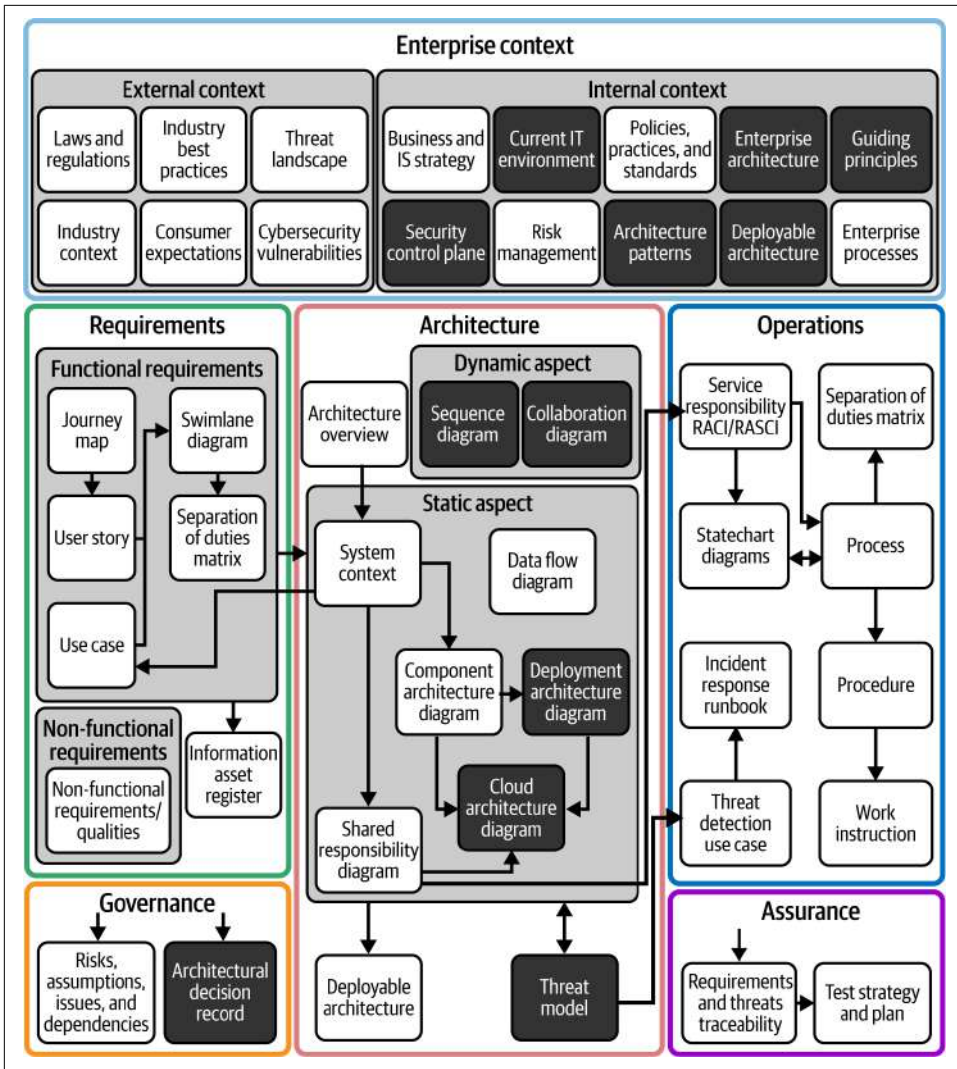 Enterprise context
External context
Laws and
regulations
Industry
best
practices
Threat
landscape
Industry
context
Consumer
expectations
Cybersecurity
vulnerabilities
Internal context
Business and
IS strategy
Current IT
environment
Policies,
practices, and
standards
Enterprise
architecture
Guiding
principles
Security
control plane
Risk
management
Architecture
patterns
Deployable
architecture
Enterprise
processes
Requirements
Functional requirements
Journey
map
Swimlane
diagram
User story
Separation
of duties
matrix
Use case
Non-functional
requirements
Non-functional
requirements/
qualities
Information
asset
register
Architecture
Architecture
overview
Dynamic aspect
Sequence
diagram
Collaboration
diagram
Static aspect
System
context
Data flow
diagram
Component
architecture
diagram
Deployment
architecture
diagram
Cloud
architecture
diagram
Shared
responsibility
diagram
Deployable
architecture
Threat
model
Operations
Service
responsibility
RACI/RASCI
Separation of
duties matrix
Statechart
diagrams
Process
Incident
response
runbook
Procedure
Threat
detection
use case
Work
instruction
Governance
Risks,
assumptions,
issues, and
dependencies
Architectural
decision
record
Assurance
Requirements
and threats
traceability
Test strategy
and plan